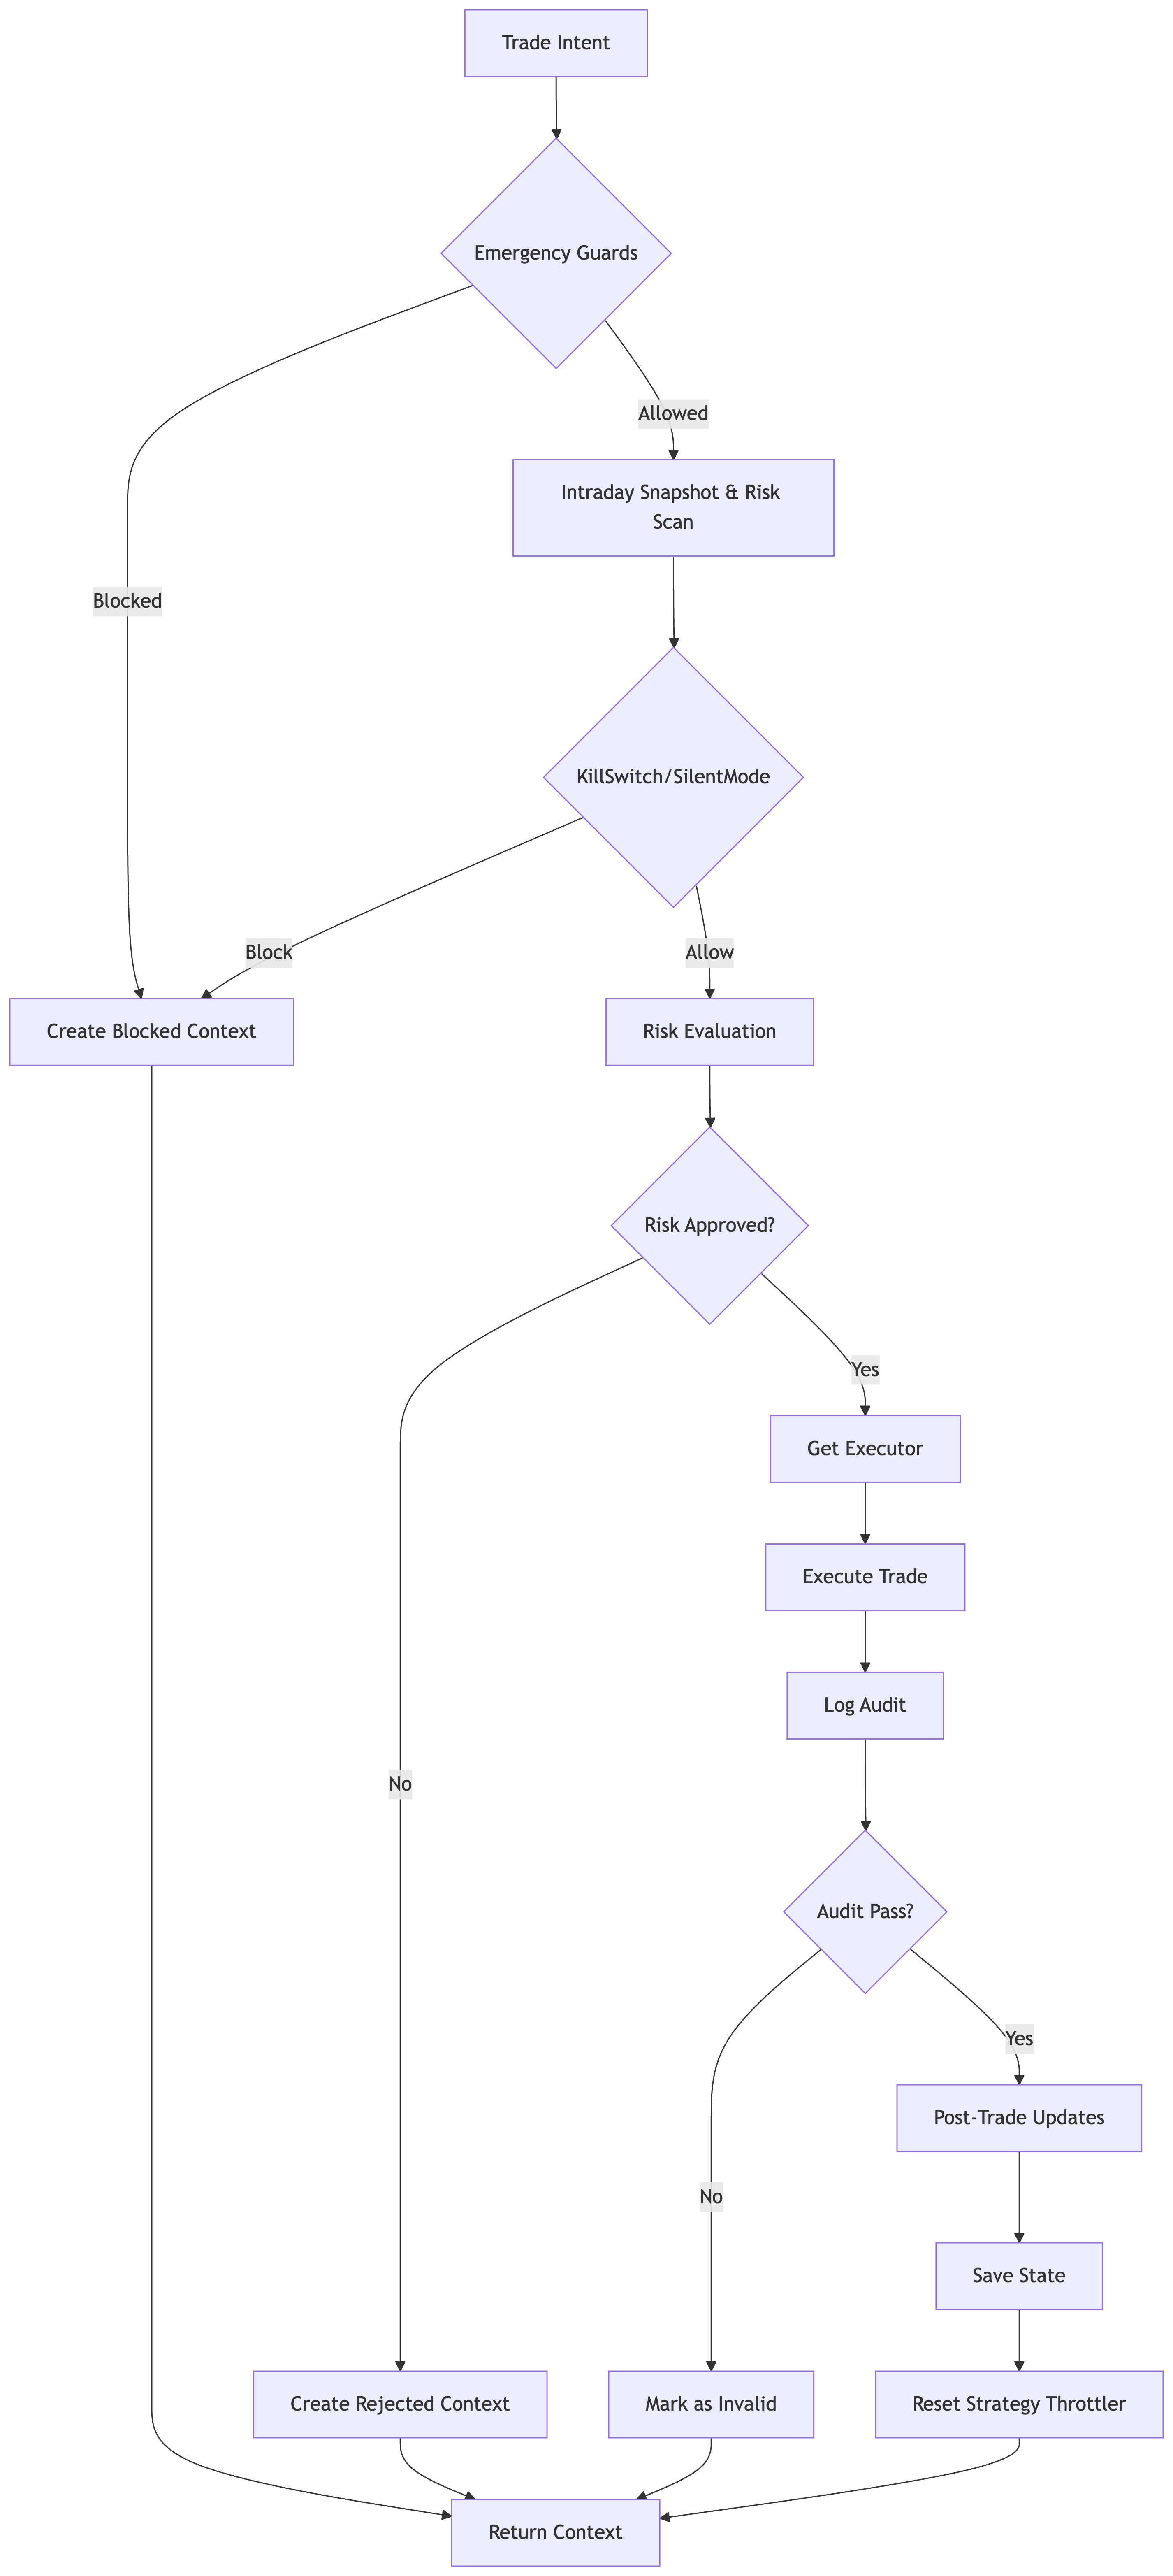 Trade Intent
Emergency Guards
Allowed
Intraday Snapshot & Risk
Scan
Blocked
KillSwitch/SilentMode
Block
Allow
Create Blocked Context
Risk Evaluation
Risk Approved?
Yes
Get Executor
Execute Trade
Log Audit
No
Audit Pass?
Yes
Post-Trade Updates
No
Save State
Create Rejected Context
Mark as Invalid
Reset Strategy Throttler
Return Context